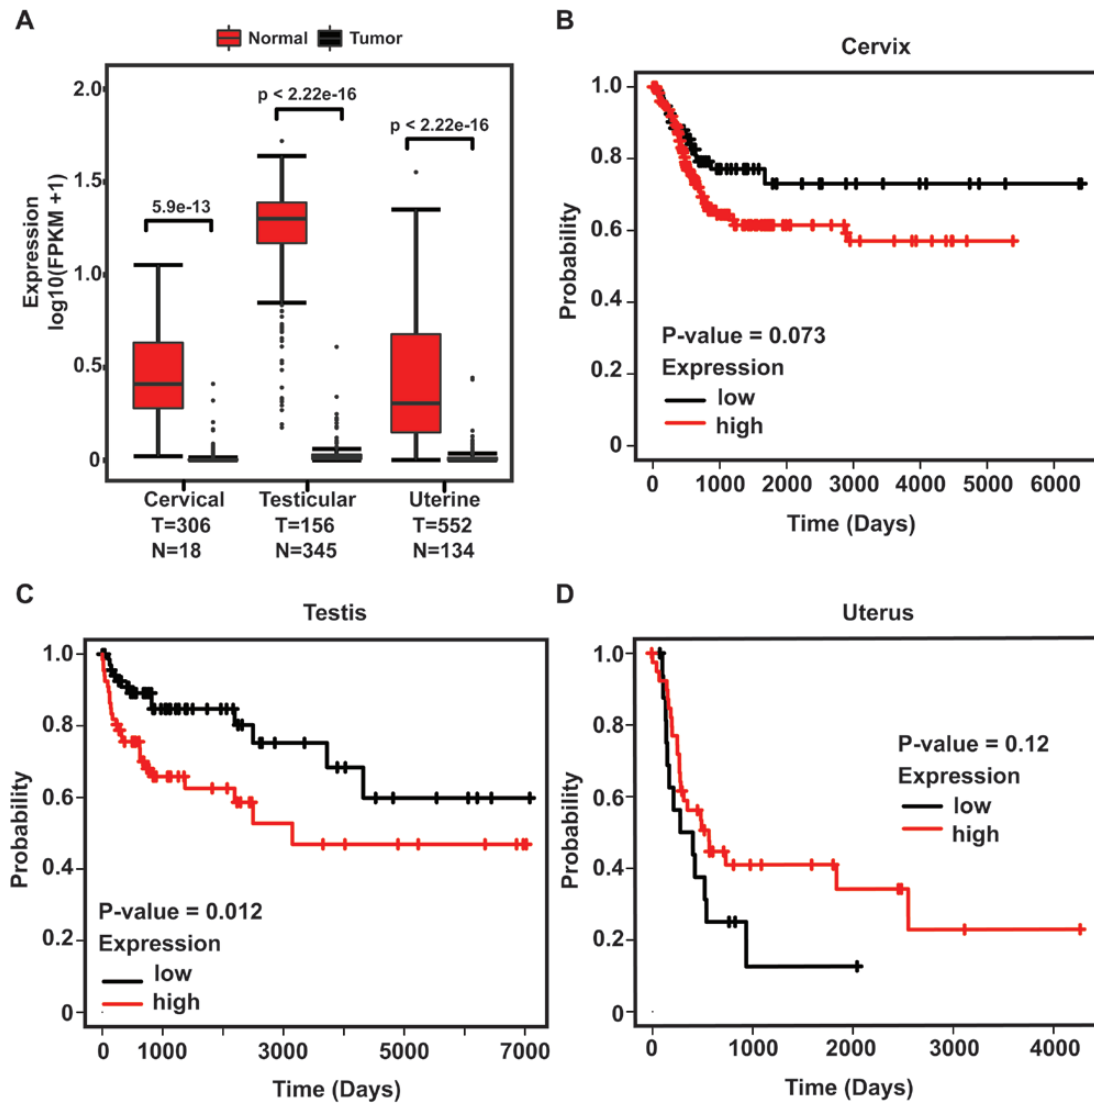 A
Normal Tumor
Expression
log10(FPKM +1)
2.0
1.5
1.0
0.5
0
5.9e-13
p < 2.22e-16
p < 2.22e-16
Cervical Testicular Uterine
T=306 T=156 T=552
N=18 N=345 N=134
B
Cervix
Probability
1.0
0.8
0.6
0.4
0.2
0
P-value = 0.073
Expression
low
high
0 1000 2000 3000 4000 5000 6000
Time (Days)
C
Testis
Probability
1.0
0.8
0.6
0.4
0.2
0
P-value = 0.012
Expression
low
high
0 1000 3000 5000 7000
Time (Days)
D
Uterus
Probability
1.0
0.8
0.6
0.4
0.2
0
P-value = 0.12
Expression
low
high
0 1000 2000 3000 4000
Time (Days)